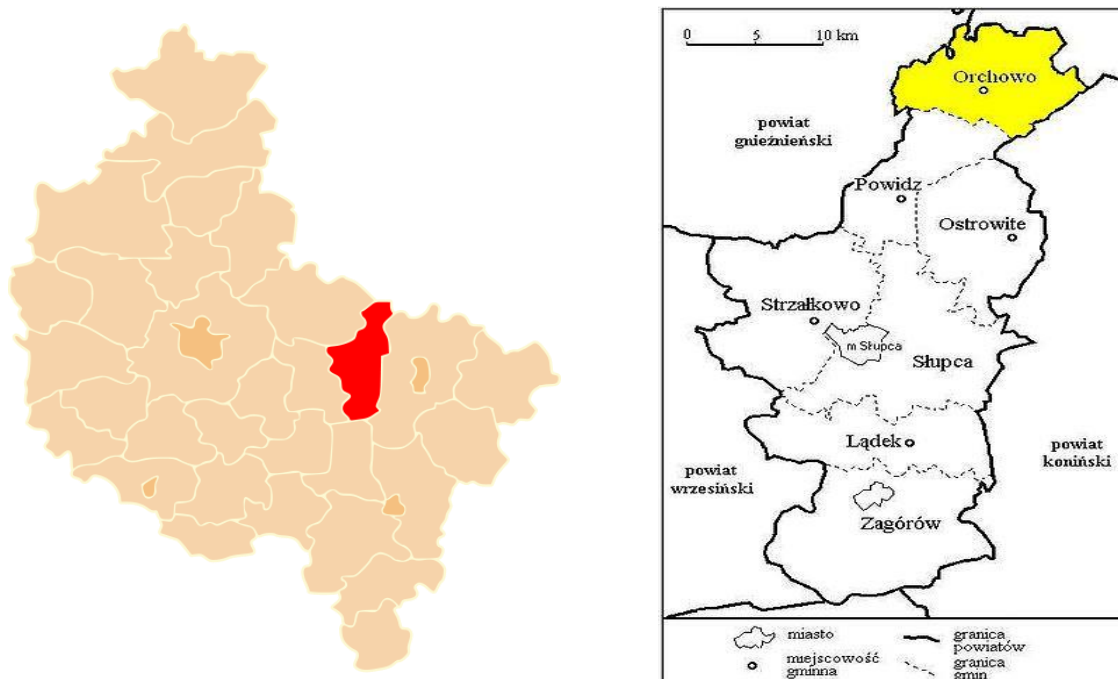 0 5 10 km
Orchowo
powiat
gnieźnieński
Powidz
Ostrowite
Strzałkowo
m Słupca
Słupca
Lądek
powiat
wrzesiński
powiat
koniński
Zagórów
miasto
granica
powiatów
miejscowość
gminna
granica
gmin